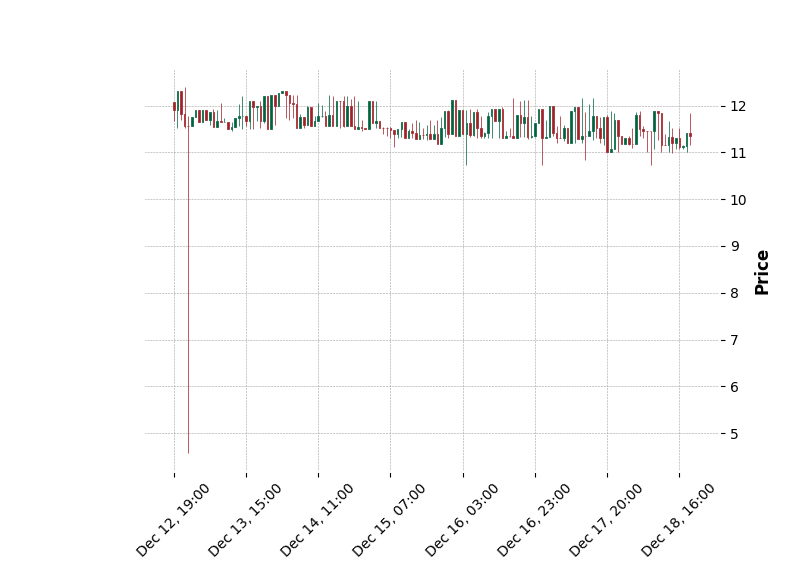 12
11
10
9
8
7
6
5
Price
Dec 12, 19:00
Dec 13, 15:00
Dec 14, 11:00
Dec 15, 07:00
Dec 16, 03:00
Dec 16, 23:00
Dec 17, 20:00
Dec 18, 16:00